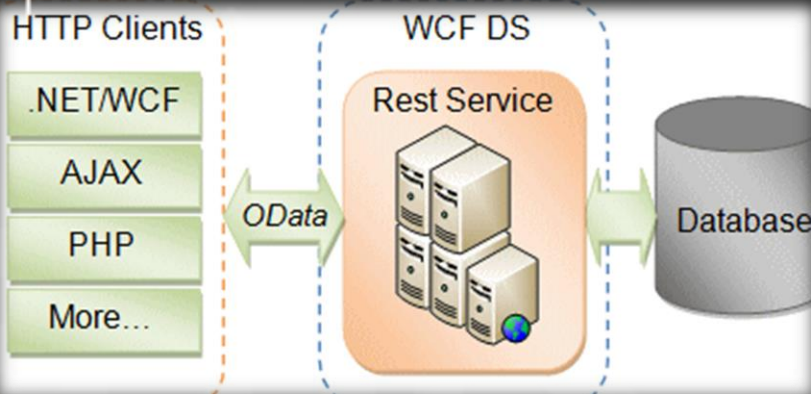 HTTP Clients
.NET/WCF
AJAX
PHP
More...
OData
WCF DS
Rest Service
Database